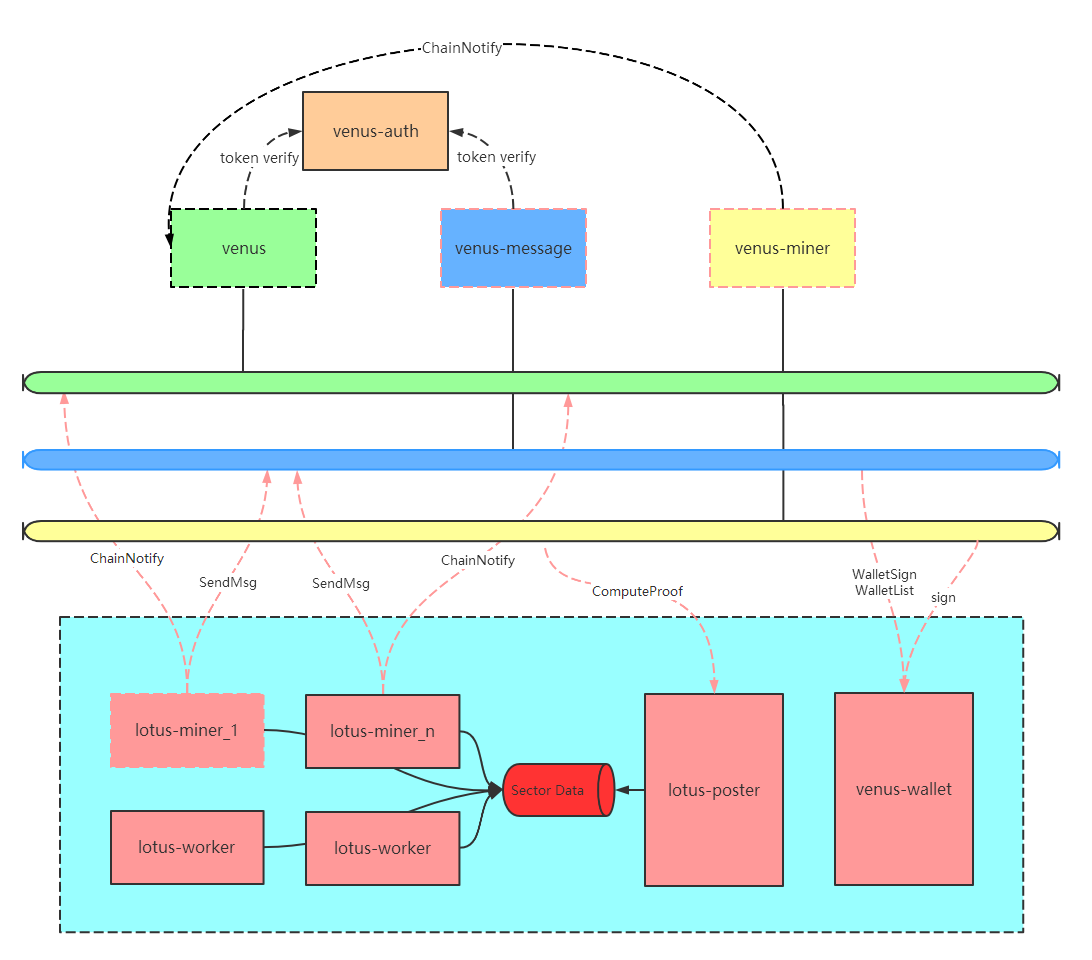 ChainNotify
venus-auth
token verify
token verify
venus
venus-message
venus-miner
ChainNotify
SendMsg
SendMsg
ChainNotify
ComputeProof
WalletSign
WalletList
sign
lotus-miner_1
lotus-miner_n
Sector Data
lotus-poster
venus-wallet
lotus-worker
lotus-worker